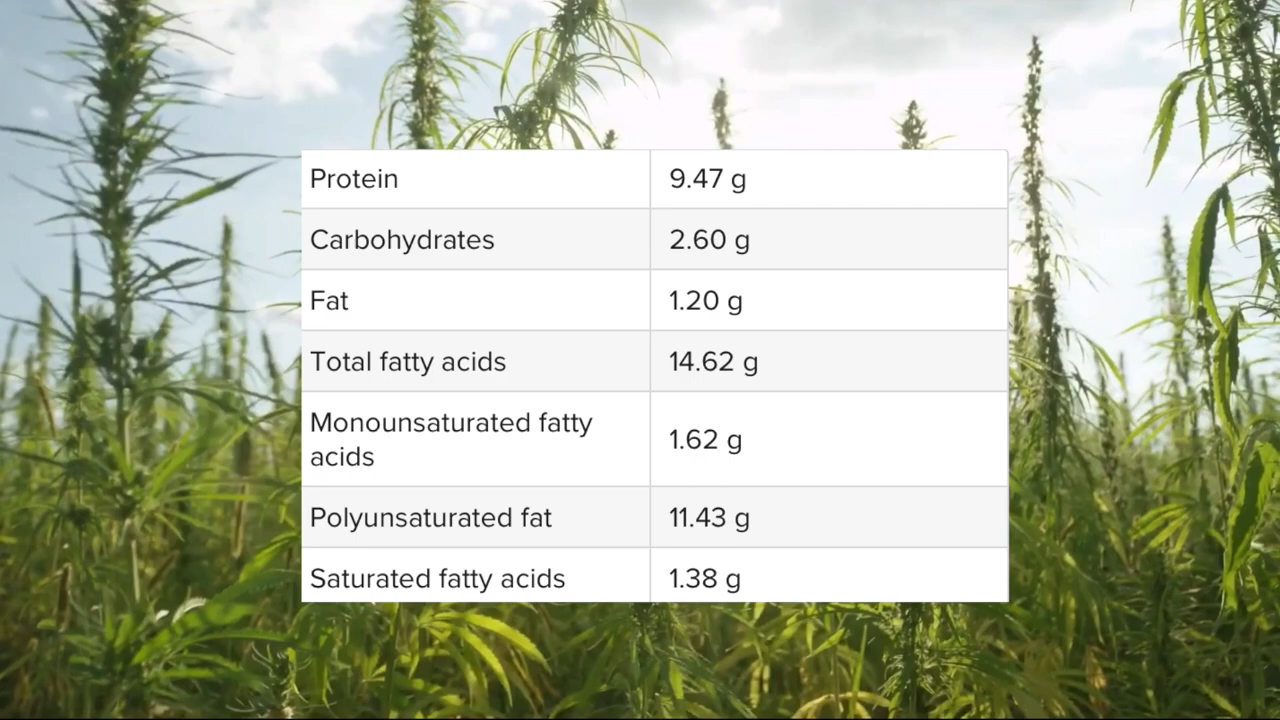 Protein 9.47 g
Carbohydrates 2.60 g
Fat 1.20 g
Total fatty acids 14.62 g
Monounsaturated fatty
acids 1.62 g
Polyunsaturated fat 11.43 g
Saturated fatty acids 1.38 g